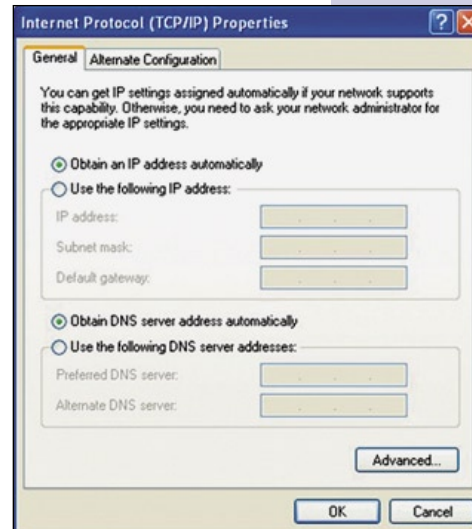 Internet Protocol (TCP/IP) Properties
General Alternate Configuration
You can get IP settings assigned automatically if your network supports
this capability. Otherwise, you need to ask your network administrator for
the appropriate IP settings.
Obtain an IP address automatically
Use the following IP address:
IP address:
Subnet mask:
Default gateway:
Obtain DNS server address automatically
Use the following DNS server addresses:
Preferred DNS server:
Alternate DNS server:
Advanced...
OK Cancel